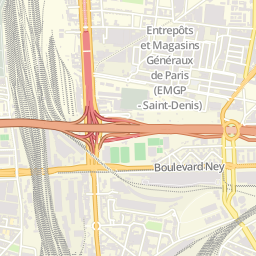 Entrepôts
et Magasins
Généraux
de Paris
(EMGP
- Saint-Denis)
Boulevard Ney